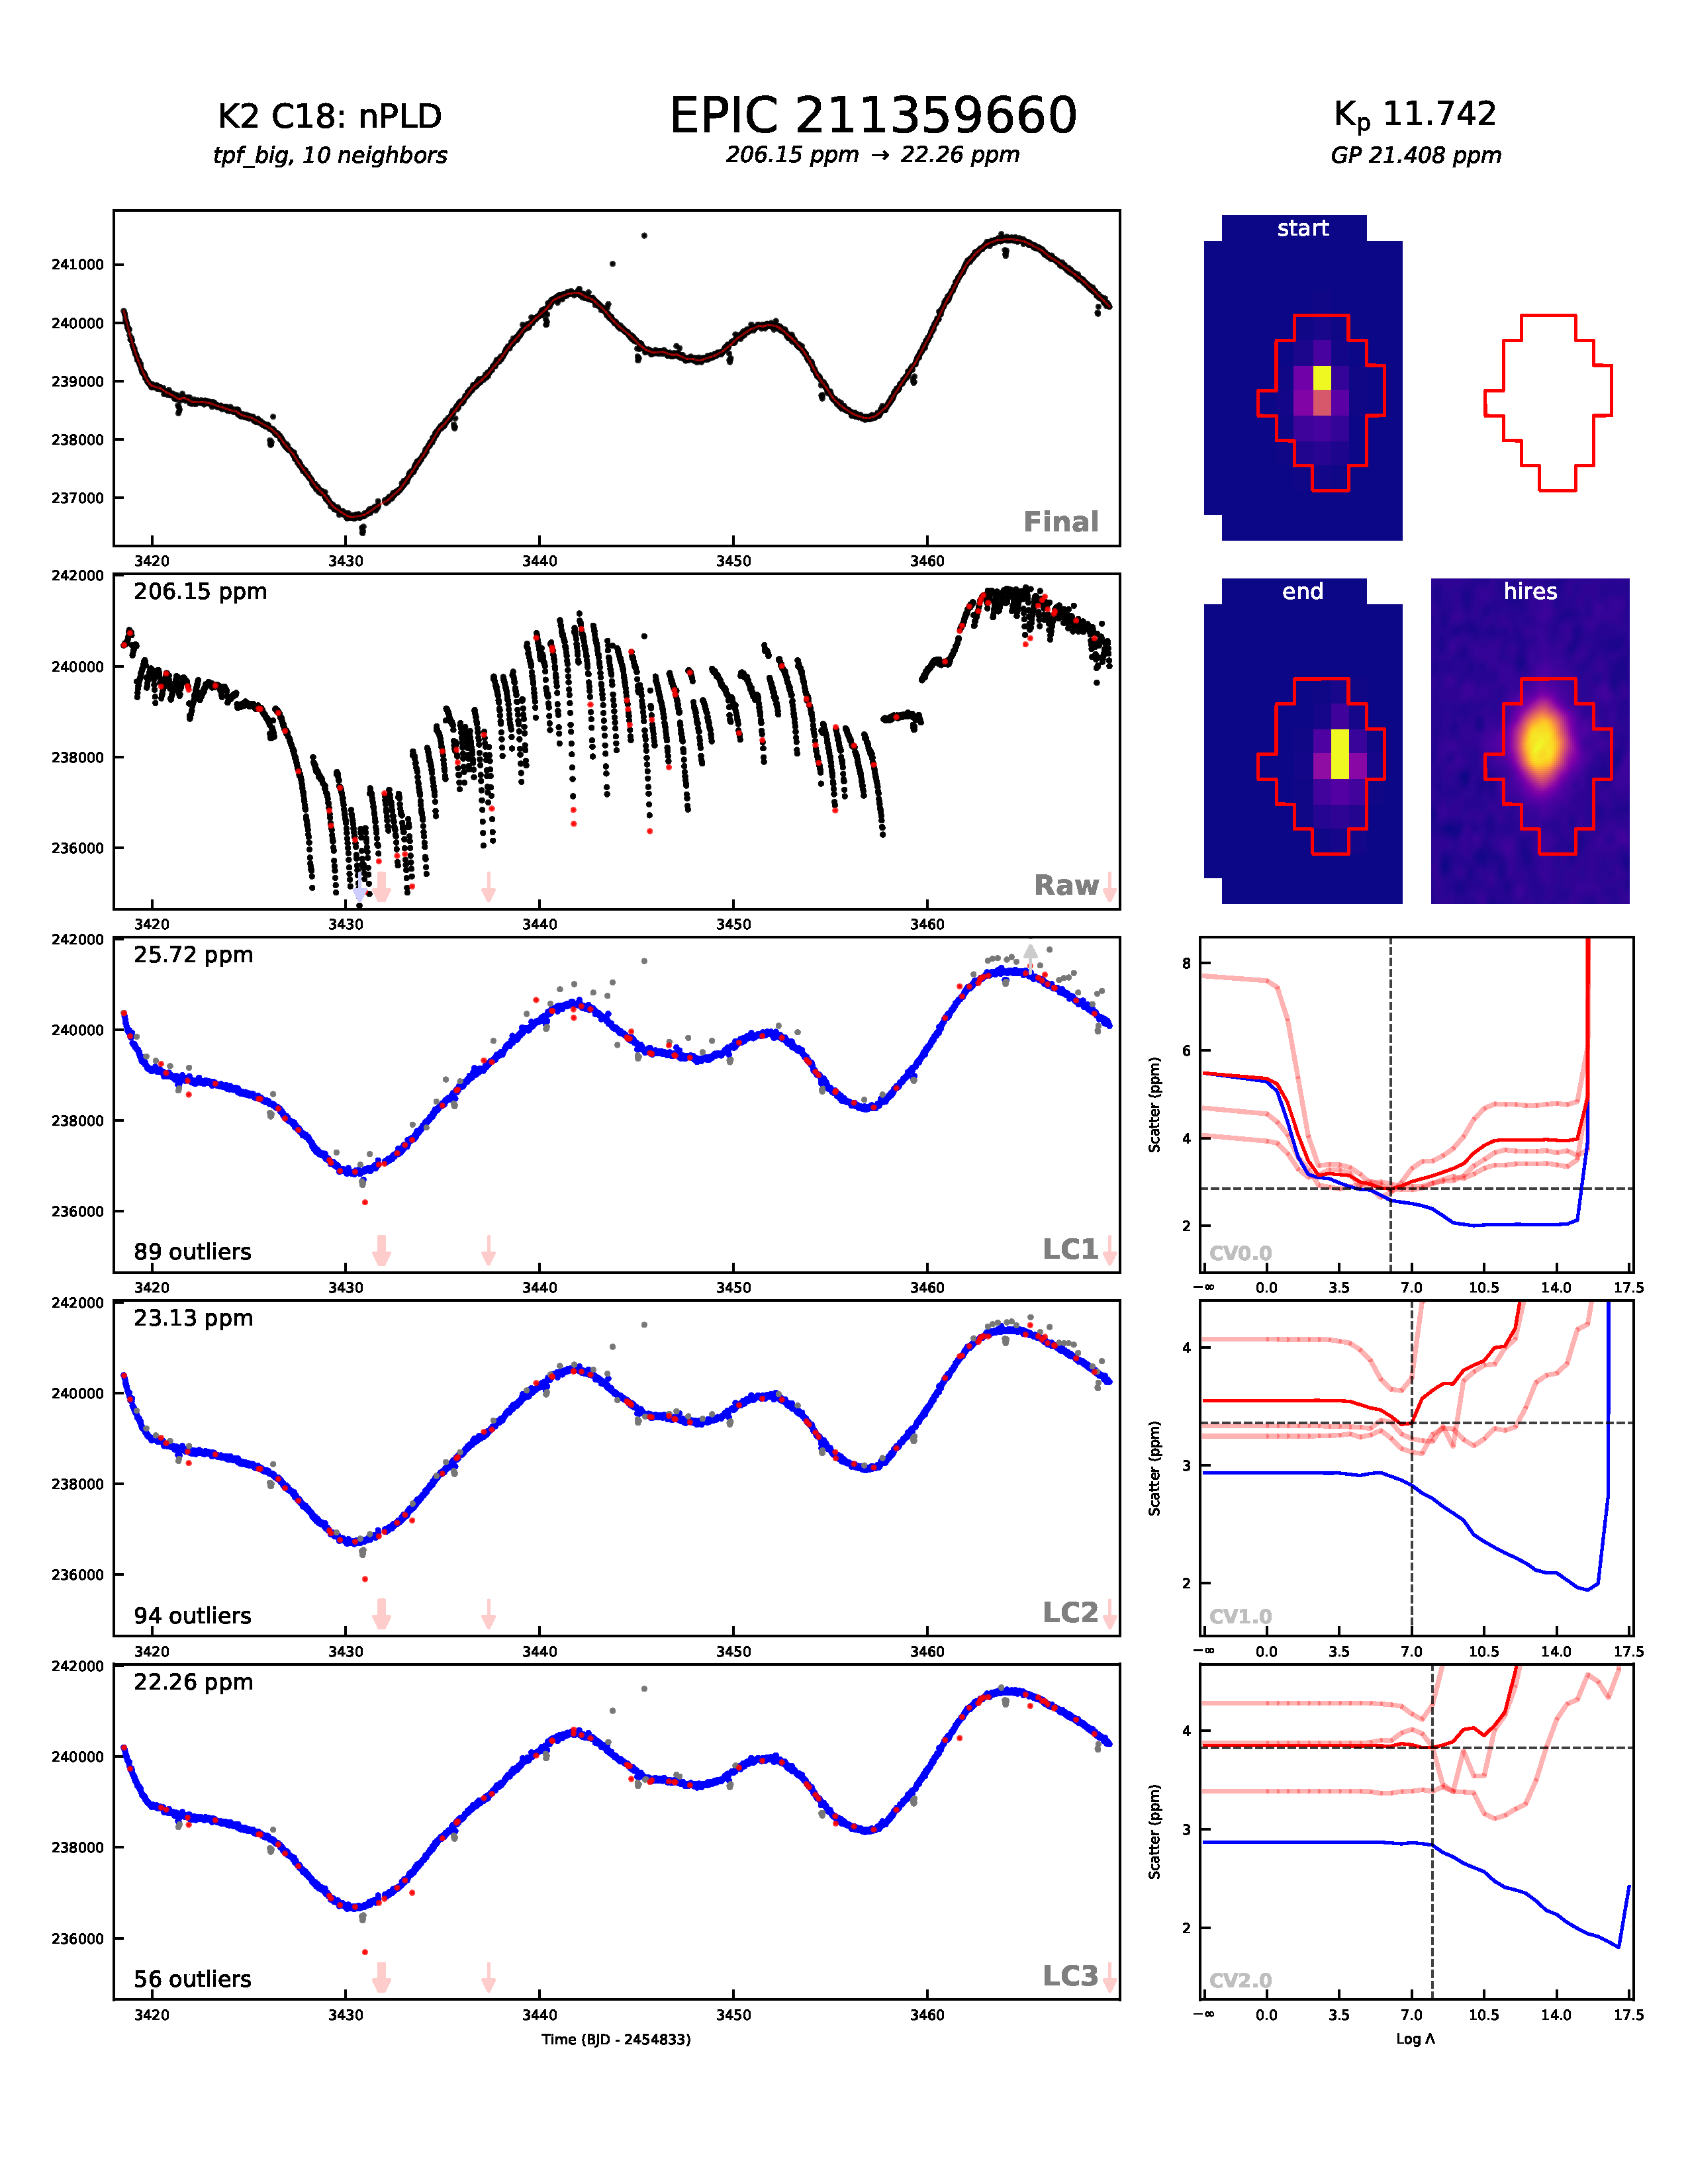 K2 C18: nPLD
EPIC 211359660
Kp 11.742
tpf_big, 10 neighbors
206.15 ppm → 22.26 ppm
GP 21.408 ppm
241000
240000
239000
238000
237000
Final
3420 3430 3440 3450 3460
start
242000
240000
238000
236000
206.15 ppm
Raw
3420 3430 3440 3450 3460
end
hires
242000
240000
238000
236000
25.72 ppm
89 outliers
LC1
3420 3430 3440 3450 3460
Scatter (ppm)
8
6
4
2
CV0.0
−∞ 0.0 3.5 7.0 10.5 14.0 17.5
242000
240000
238000
236000
23.13 ppm
94 outliers
LC2
3420 3430 3440 3450 3460
Scatter (ppm)
4
3
2
CV1.0
−∞ 0.0 3.5 7.0 10.5 14.0 17.5
242000
240000
238000
236000
22.26 ppm
56 outliers
LC3
3420 3430 3440 3450 3460
Time (BJD - 2454833)
Scatter (ppm)
4
3
2
CV2.0
−∞ 0.0 3.5 7.0 10.5 14.0 17.5
Log Λ